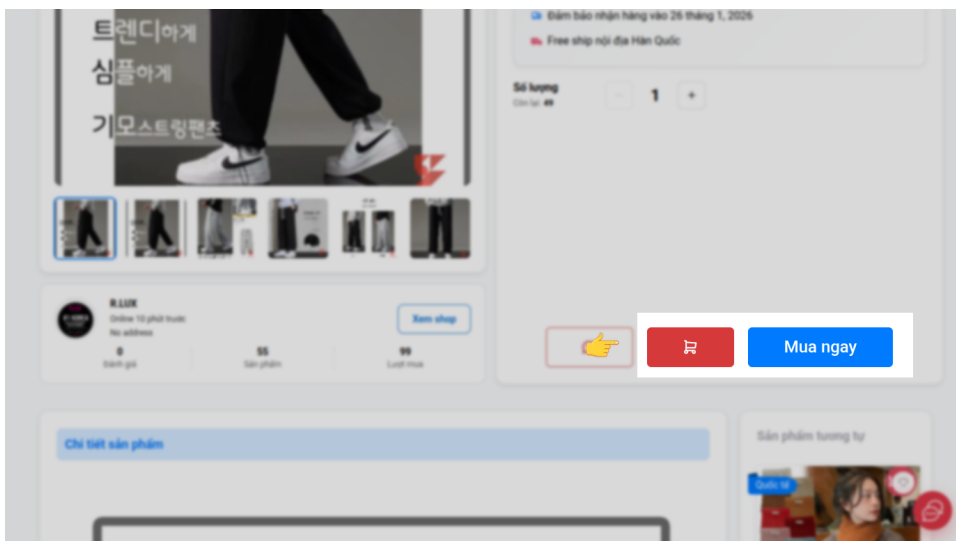 트렌디하게
심플하게
기모스트링팬츠
Đảm bảo nhận hàng vào 26 tháng 1, 2026
Free ship nội địa Hàn Quốc
Số lượng
Còn lại: 49
1
R.LUX
Online 10 phút trước
No address
Xem shop
0
55
99
Đánh giá
Sản phẩm
Lượt mua
Mua ngay
Chi tiết sản phẩm
Sản phẩm tương tự
Quốc tế